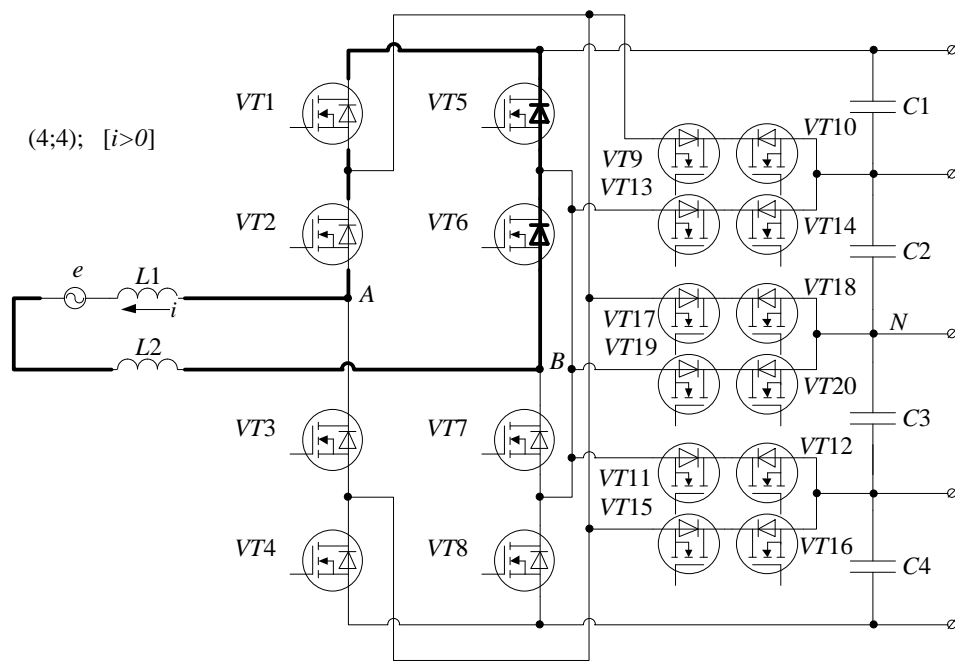 VT1
VT5
C1
(4;4); [i>0]
VT10
VT9
VT13
VT2
VT6
VT14
C2
e
L1
A
VT18
i
VT17
N
L2
VT19
B
VT20
VT3
VT7
C3
VT12
VT11
VT15
VT4
VT8
VT16
C4